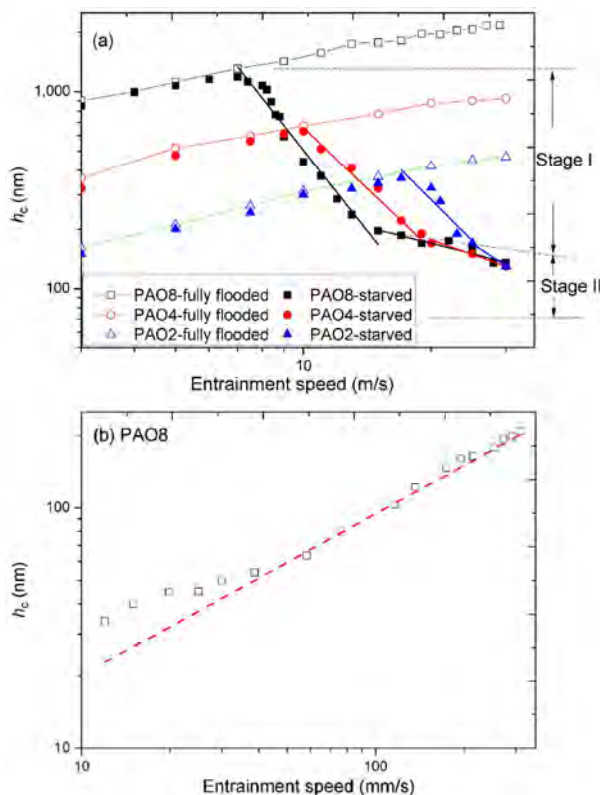 (a)
1,000
100
h_c (nm)
Stage I
Stage II
PAO8-fully flooded PAO8-starved
PAO4-fully flooded PAO4-starved
PAO2-fully flooded PAO2-starved
10
Entrainment speed (m/s)
(b) PAO8
100
10
h_c (nm)
10 100
Entrainment speed (mm/s)